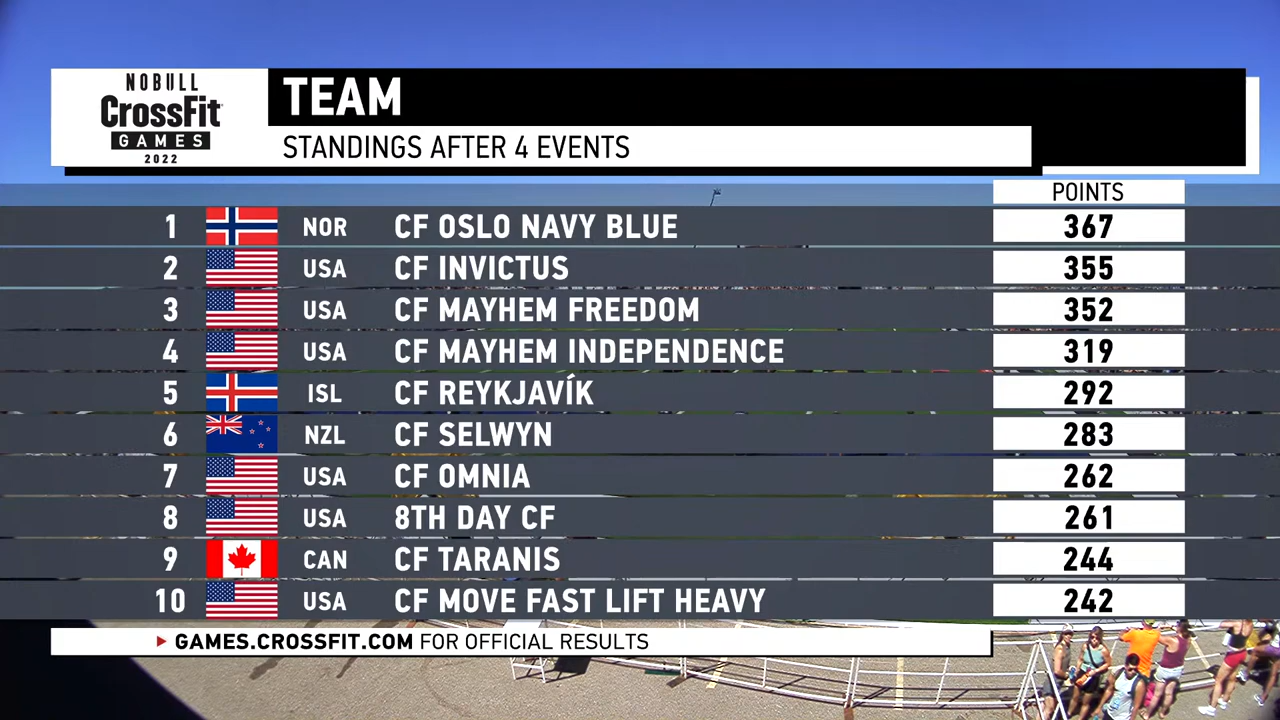 NOBULL
CrossFit
GAMES
2022
TEAM
STANDINGS AFTER 4 EVENTS
POINTS
1 NOR CF OSLO NAVY BLUE 367
2 USA CF INVICTUS 355
3 USA CF MAYHEM FREEDOM 352
4 USA CF MAYHEM INDEPENDENCE 319
5 ISL CF REYKJAVÍK 292
6 NZL CF SELWYN 283
7 USA CF OMNIA 262
8 USA 8TH DAY CF 261
9 CAN CF TARANIS 244
10 USA CF MOVE FAST LIFT HEAVY 242
GAMES.CROSSFIT.COM FOR OFFICIAL RESULTS